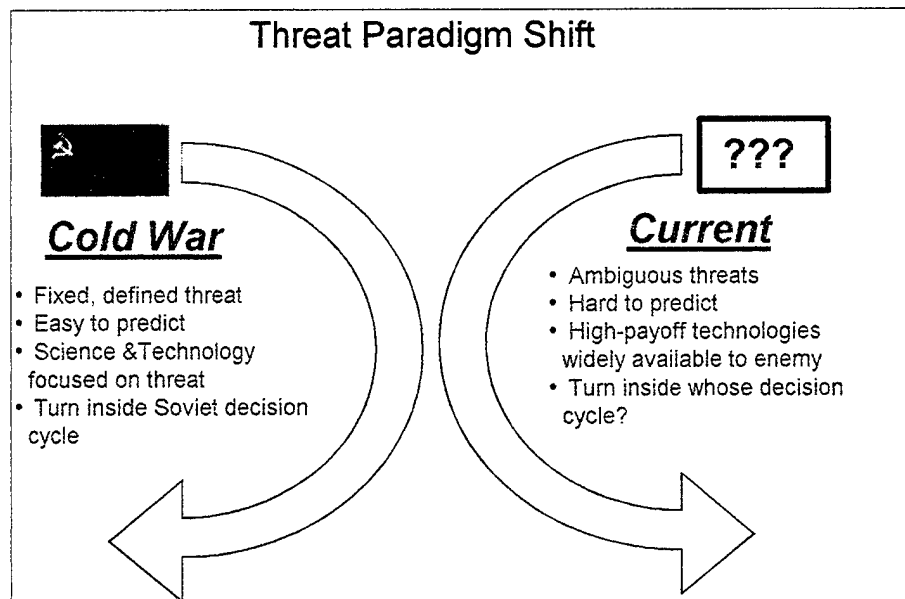 Threat Paradigm Shift
Cold War
• Fixed, defined threat
• Easy to predict
• Science &Technology
focused on threat
• Turn inside Soviet decision
cycle
???
Current
• Ambiguous threats
• Hard to predict
• High-payoff technologies
widely available to enemy
• Turn inside whose decision
cycle?